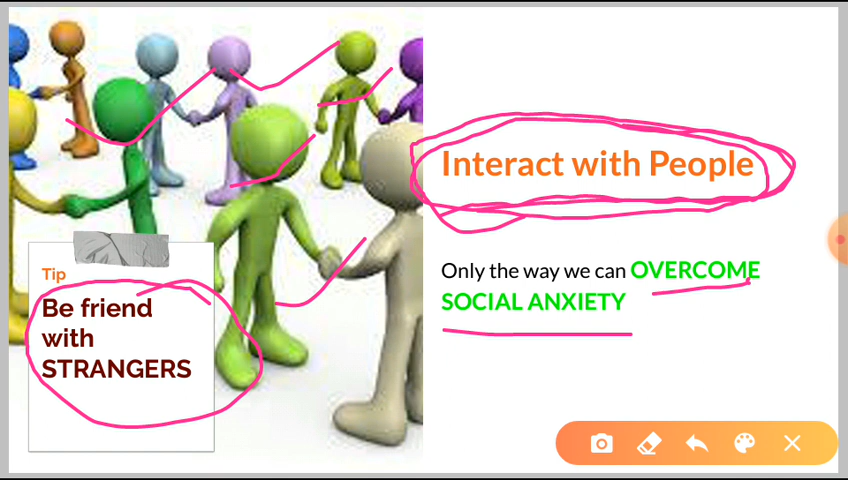 Interact with People
Only the way we can OVERCOME
SOCIAL ANXIETY
Tip
Be friend
with
STRANGERS